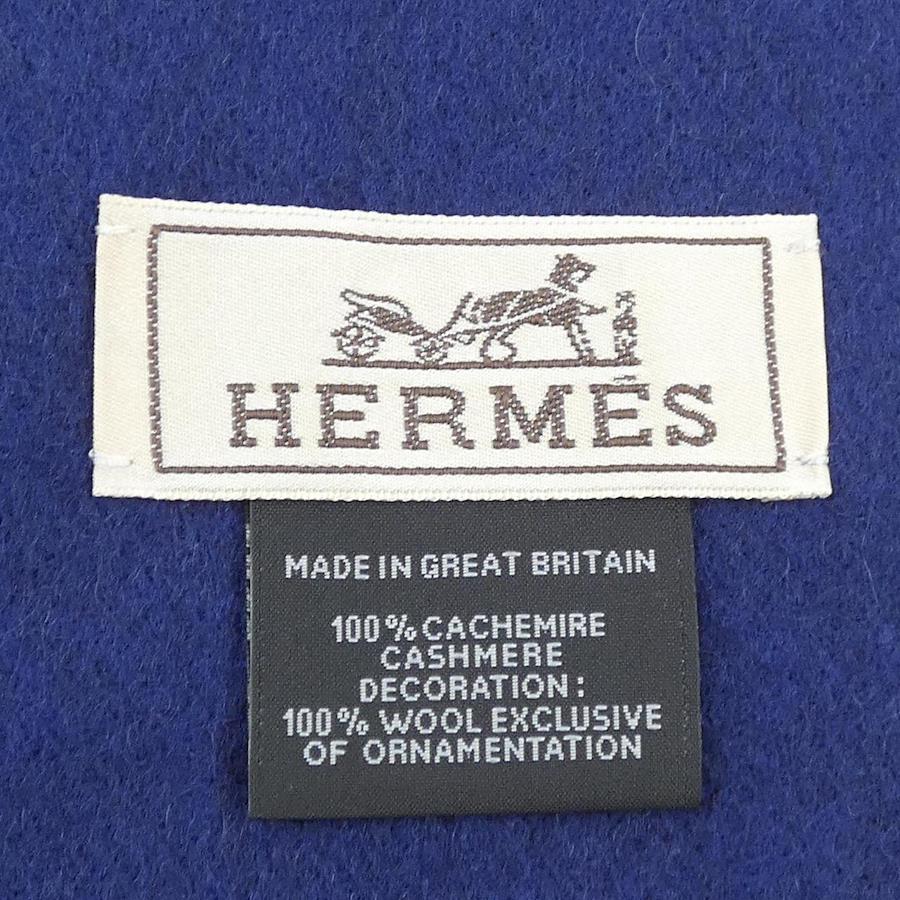 HERMÈS
MADE IN GREAT BRITAIN
100% CACHEMIRE
CASHMERE
DECORATION :
100% WOOL EXCLUSIVE
OF ORNAMENTATION